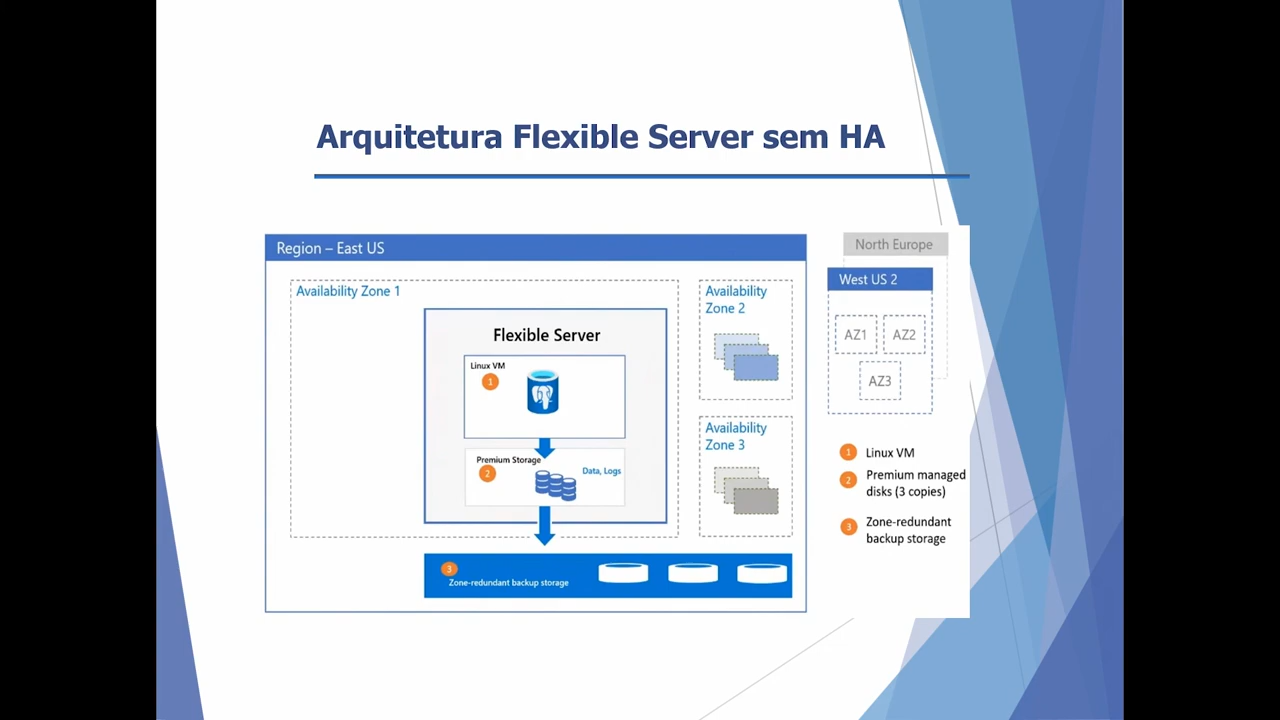 Arquitetura Flexible Server sem HA
Region – East US
Availability Zone 1
Flexible Server
Linux VM
1
Premium Storage
2
Data, Logs
3
Zone-redundant backup storage
Availability
Zone 2
Availability
Zone 3
North Europe
West US 2
AZ1 AZ2
AZ3
1 Linux VM
2 Premium managed
disks (3 copies)
3 Zone-redundant
backup storage